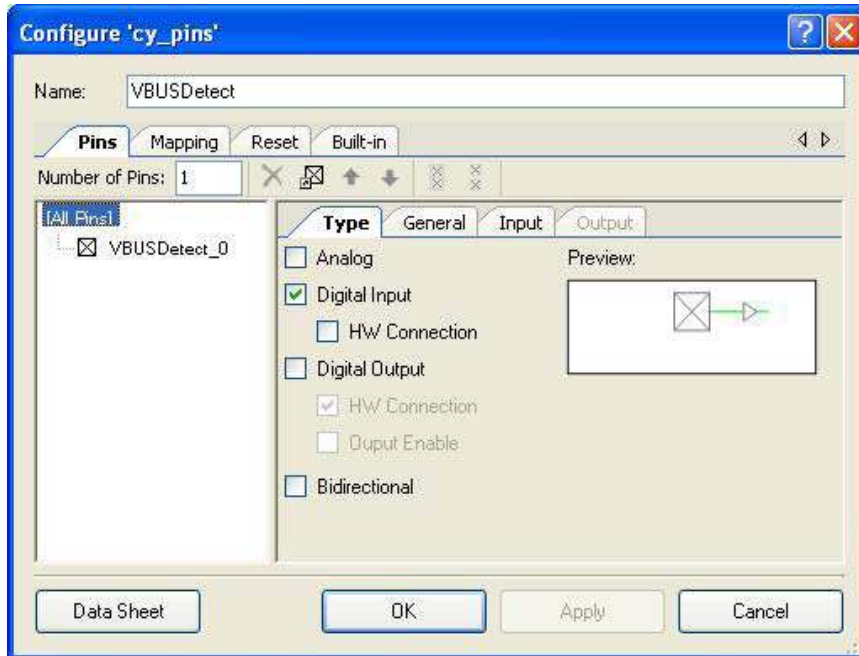 Configure 'cy_pins'
Name: VBUSDetect
Pins Mapping Reset Built-in
Number of Pins: 1
[All Pins]
VBUSDetect_0
Type General Input Output
Analog
Preview:
Digital Input
HW Connection
Digital Output
HW Connection
Ouput Enable
Bidirectional
Data Sheet OK Apply Cancel